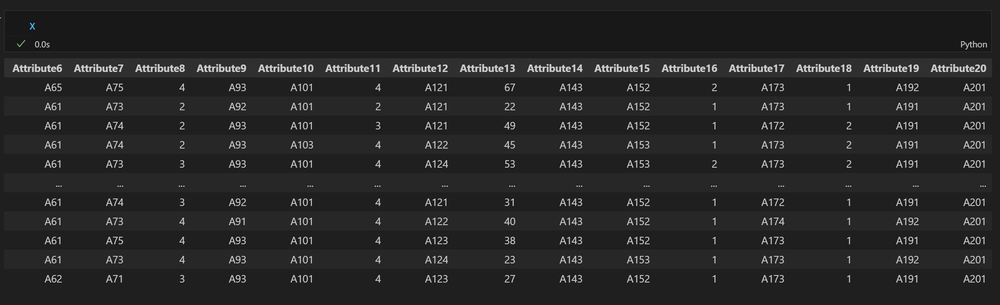 X
0.0s Python
Attribute6 Attribute7 Attribute8 Attribute9 Attribute10 Attribute11 Attribute12 Attribute13 Attribute14 Attribute15 Attribute16 Attribute17 Attribute18 Attribute19 Attribute20
A65 A75 4 A93 A101 4 A121 67 A143 A152 2 A173 1 A192 A201
A61 A73 2 A92 A101 2 A121 22 A143 A152 1 A173 1 A191 A201
A61 A74 2 A93 A101 3 A121 49 A143 A152 1 A172 2 A191 A201
A61 A74 2 A93 A103 4 A122 45 A143 A153 1 A173 2 A191 A201
A61 A73 3 A93 A101 4 A124 53 A143 A153 2 A173 2 A191 A201
... ... ... ... ... ... ... ... ... ... ... ... ... ... ...
A61 A74 3 A92 A101 4 A121 31 A143 A152 1 A172 1 A191 A201
A61 A73 4 A91 A101 4 A122 40 A143 A152 1 A174 1 A192 A201
A61 A75 4 A93 A101 4 A123 38 A143 A152 1 A173 1 A191 A201
A61 A73 4 A93 A101 4 A124 23 A143 A153 1 A173 1 A192 A201
A62 A71 3 A93 A101 4 A123 27 A143 A152 1 A173 1 A191 A201